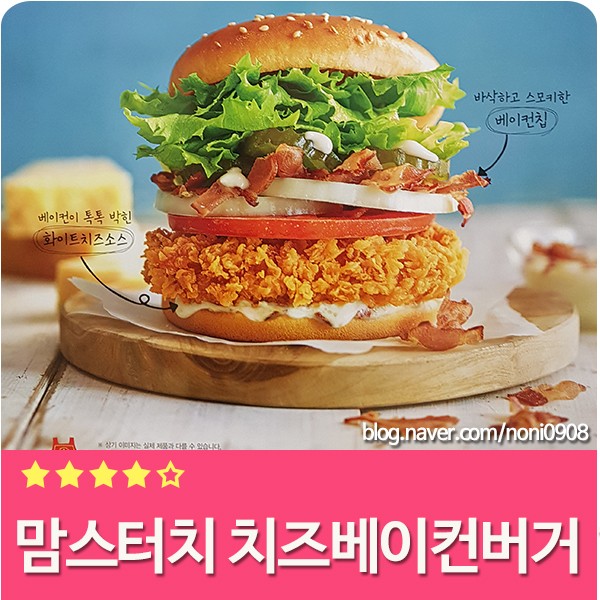 바삭하고 스모키한
베이컨칩
베이컨이 톡톡 박힌
화이트치즈소스
※ 상기 이미지는 실제 제품과 다를 수 있습니다.
blog.naver.com/noni0908
맘스터치 치즈베이컨버거